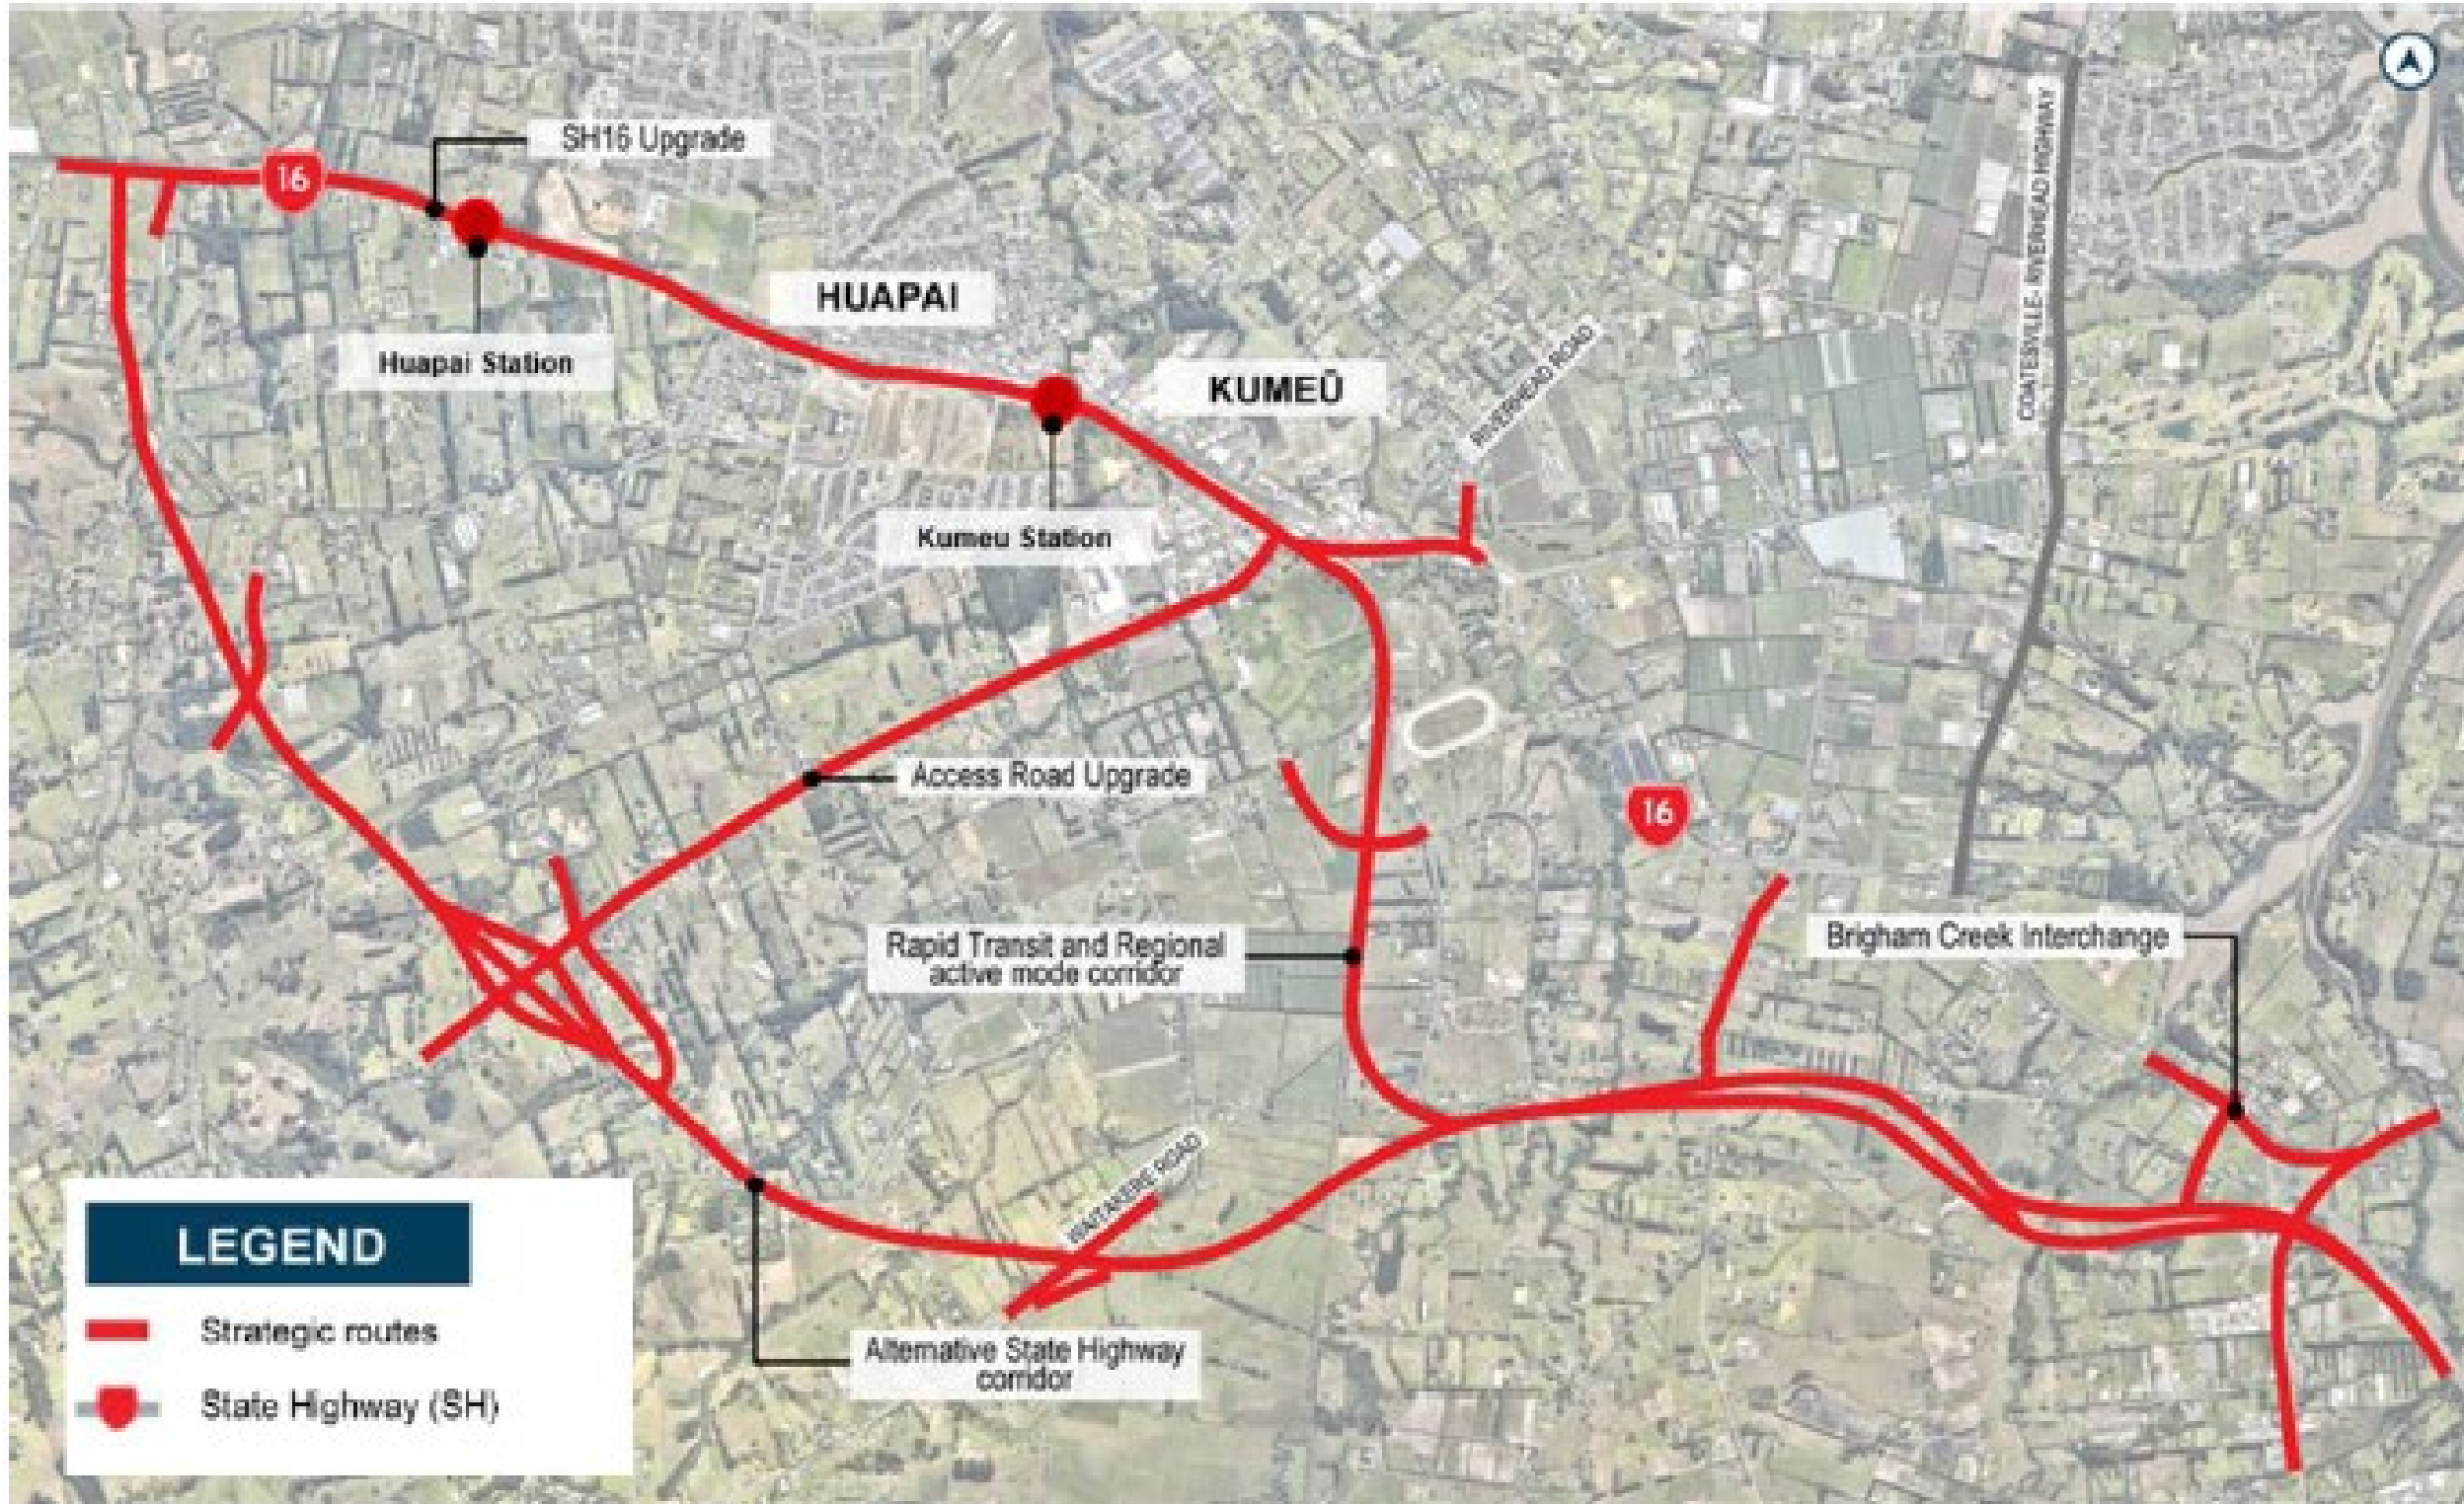 SH16 Upgrade
16
HUAPAI
Huapai Station
KUMEŪ
RIVERHEAD ROAD
COATESVILLE- RIVERHEAD HIGHWAY
Kumeu Station
Access Road Upgrade
16
Rapid Transit and Regional
active mode corridor
Brigham Creek Interchange
WAITAKERE ROAD
Alternative State Highway
corridor
LEGEND
Strategic routes
State Highway (SH)